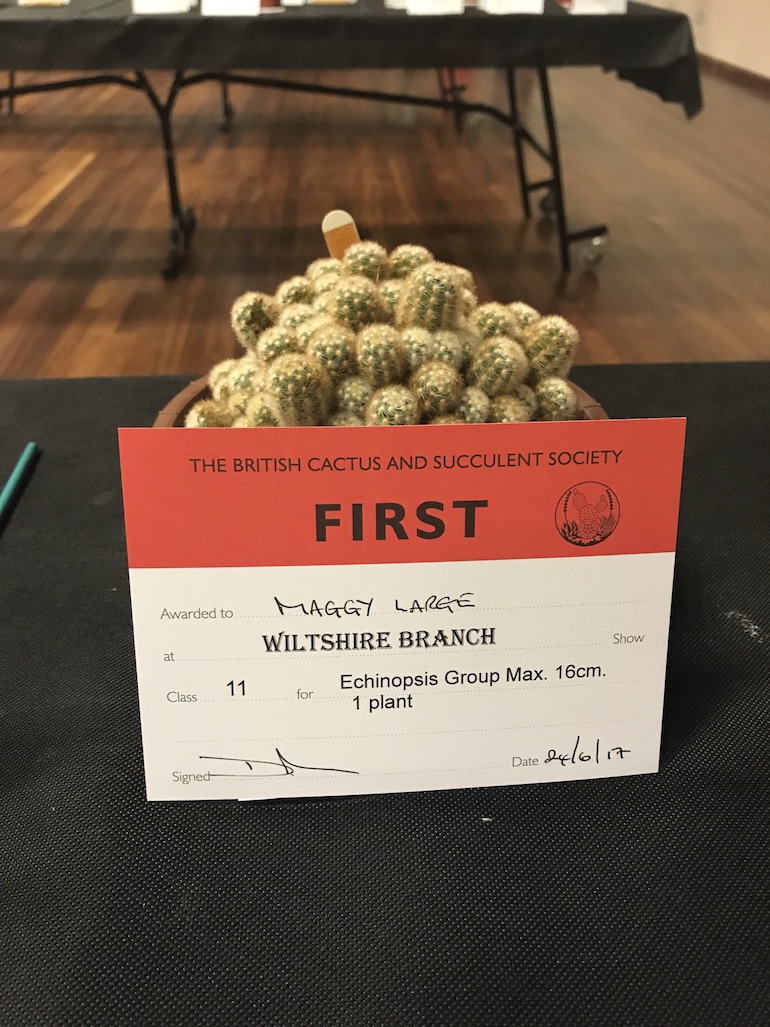 THE BRITISH CACTUS AND SUCCULENT SOCIETY
FIRST
Awarded to MAGGY LARGE
at WILTSHIRE BRANCH Show
Class 11 for Echinopsis Group Max. 16cm.
1 plant
Signed Date 24/6/17